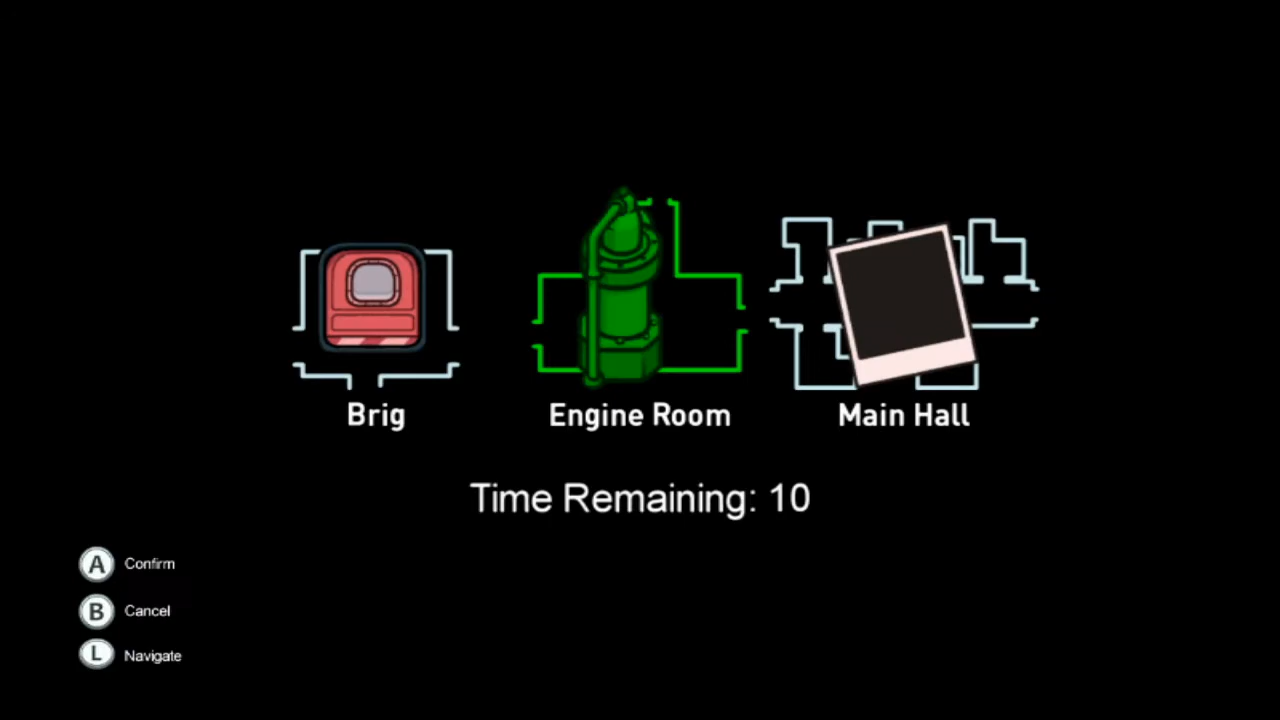 Brig
Engine Room
Main Hall
Time Remaining: 10
A Confirm
B Cancel
L Navigate